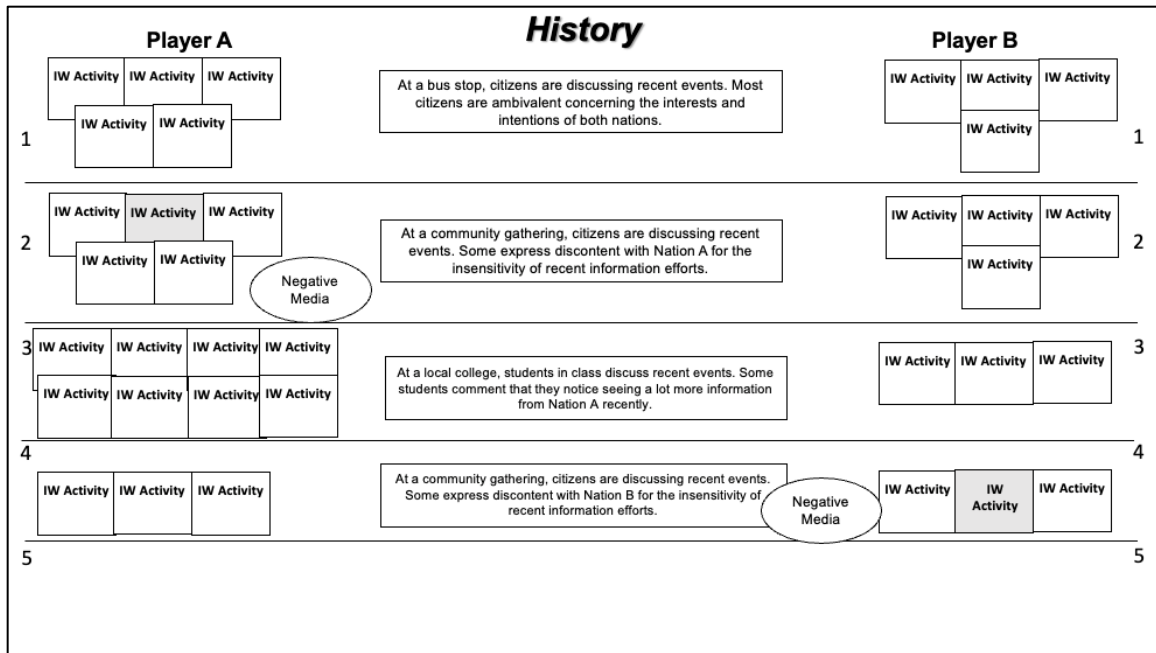 History
Player A
Player B
IW Activity IW Activity IW Activity
IW Activity IW Activity
At a bus stop, citizens are discussing recent events. Most
citizens are ambivalent concerning the interests and
intentions of both nations.
IW Activity IW Activity IW Activity
IW Activity
1
1
IW Activity IW Activity IW Activity
IW Activity IW Activity
2
Negative
Media
At a community gathering, citizens are discussing recent
events. Some express discontent with Nation A for the
insensitivity of recent information efforts.
IW Activity IW Activity IW Activity
IW Activity
2
3
IW Activity IW Activity IW Activity IW Activity
IW Activity IW Activity IW Activity IW Activity
At a local college, students in class discuss recent events. Some
students comment that they notice seeing a lot more information
from Nation A recently.
IW Activity IW Activity IW Activity
3
4
IW Activity IW Activity IW Activity
At a community gathering, citizens are discussing recent events.
Some express discontent with Nation B for the insensitivity of
recent information efforts.
Negative
Media
IW Activity IW
Activity IW Activity
4
5
5